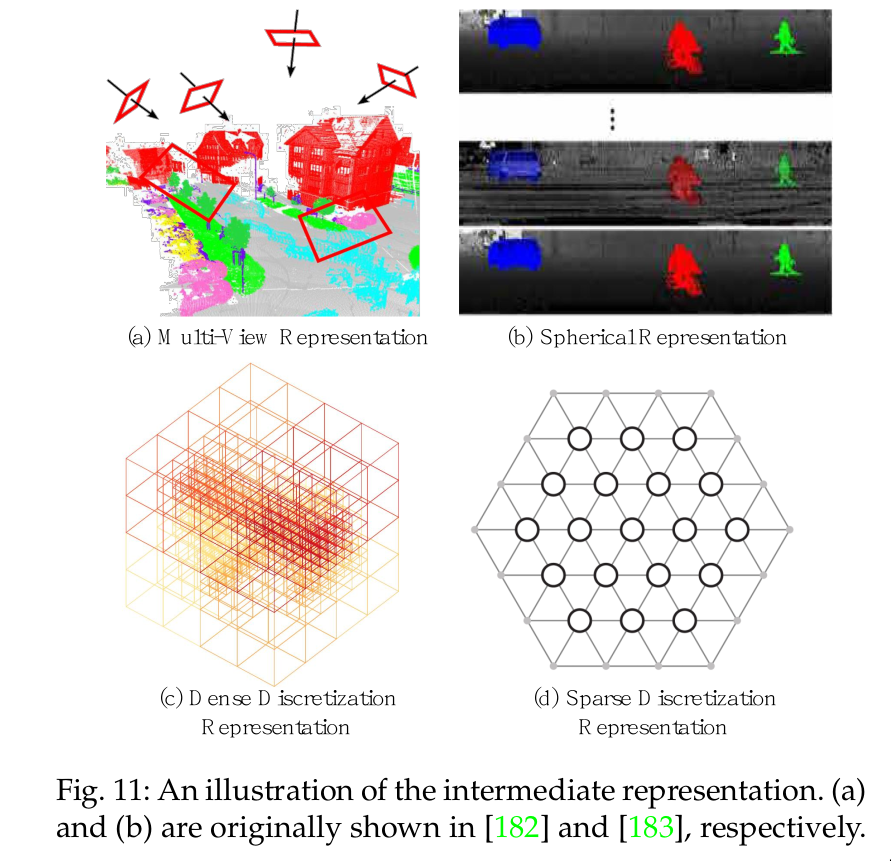 (a) Multi-View Representation
(b) Spherical Representation
(c) Dense Discretization
Representation
(d) Sparse Discretization
Representation
Fig. 11: An illustration of the intermediate representation. (a)
and (b) are originally shown in [182] and [183], respectively.